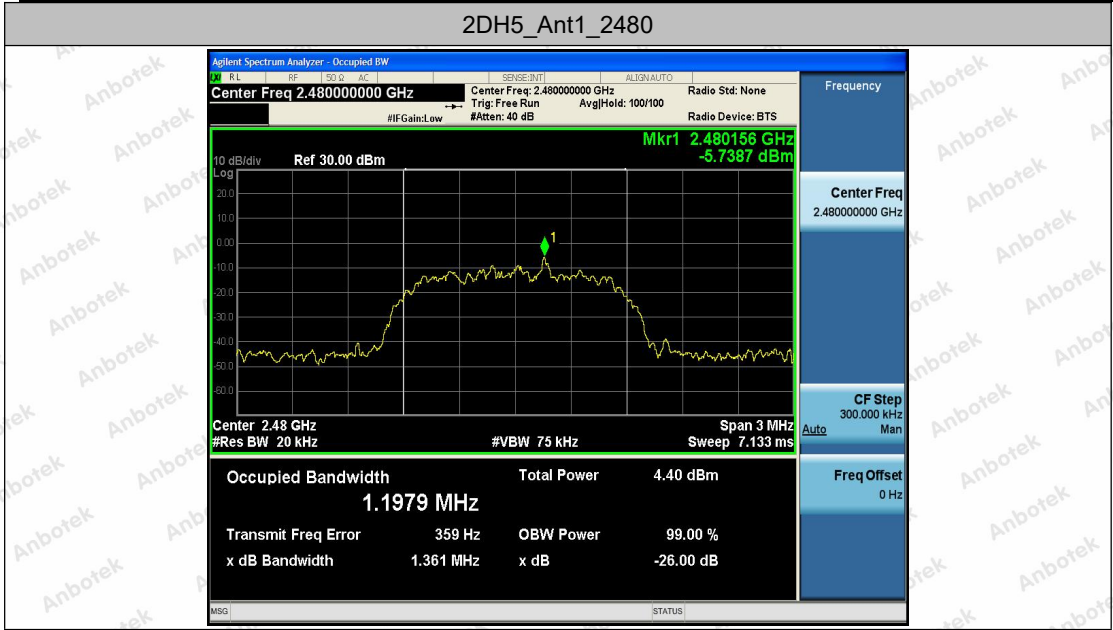 2DH5_Ant1_2480
Agilent Spectrum Analyzer - Occupied BW
LXI RL RF 50 Ω AC SENSE:INT ALIGN AUTO
Center Freq 2.480000000 GHz
Center Freq: 2.480000000 GHz
Radio Std: None
Trig: Free Run Avg|Hold: 100/100
#IFGain:Low #Atten: 40 dB Radio Device: BTS
Mkr1 2.480156 GHz
10 dB/div Ref 30.00 dBm -5.7387 dBm
Log
20.0
10.0
0.00
1
-10.0
-20.0
-30.0
-40.0
-50.0
-60.0
Center 2.48 GHz Span 3 MHz
#Res BW 20 kHz #VBW 75 kHz Sweep 7.133 ms
Occupied Bandwidth Total Power 4.40 dBm
1.1979 MHz
Transmit Freq Error 359 Hz OBW Power 99.00 %
x dB Bandwidth 1.361 MHz x dB -26.00 dB
MSG STATUS
Frequency
Center Freq
2.480000000 GHz
CF Step
300.000 kHz
Auto Man
Freq Offset
0 Hz
Anbotek